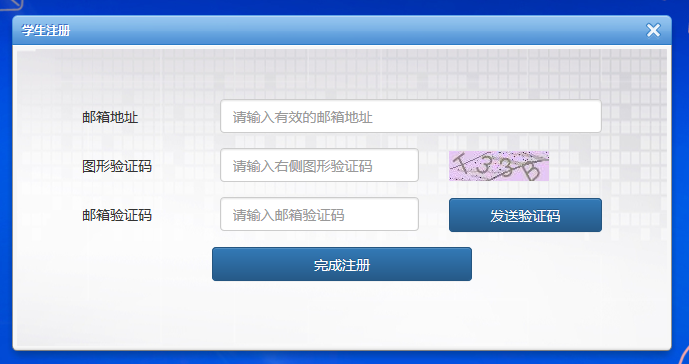 学生注册
邮箱地址 请输入有效的邮箱地址
图形验证码 请输入右侧图形验证码
邮箱验证码 请输入邮箱验证码 发送验证码
完成注册